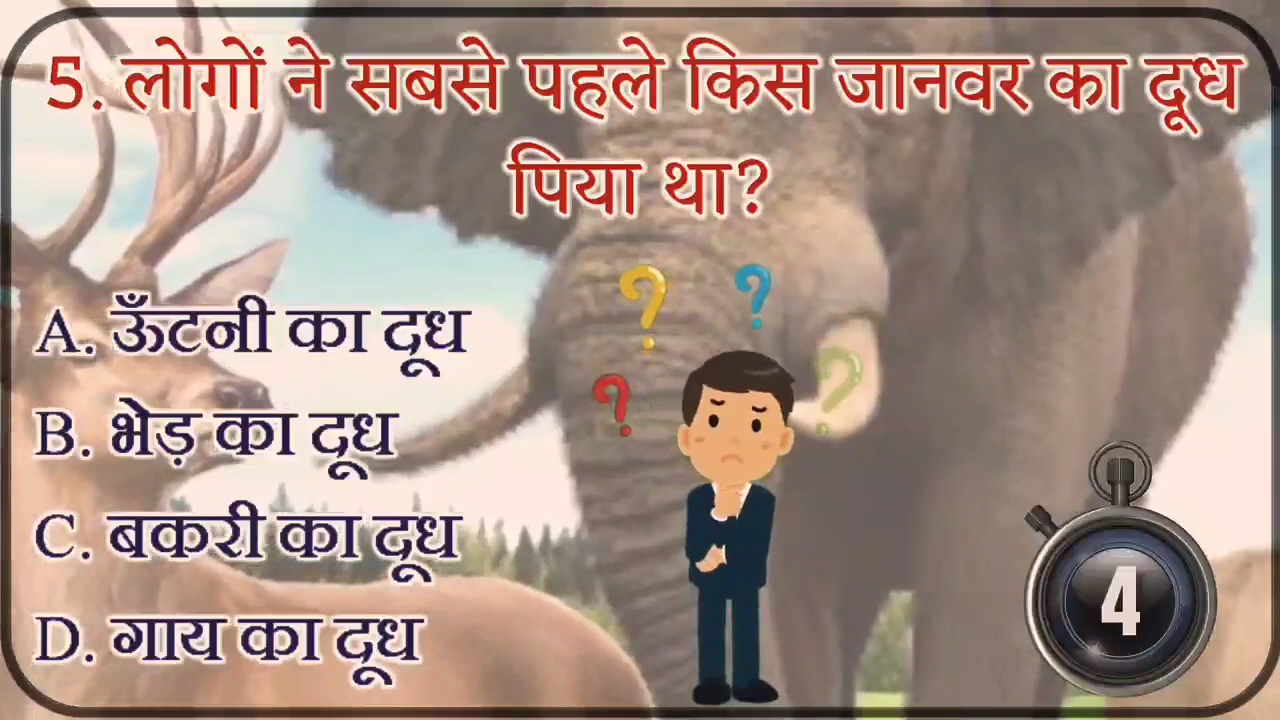 5. लोगों ने सबसे पहले किस जानवर का दूध
पिया था?
A. ऊँटनी का दूध
B. भेड़ का दूध
C. बकरी का दूध
D. गाय का दूध
4